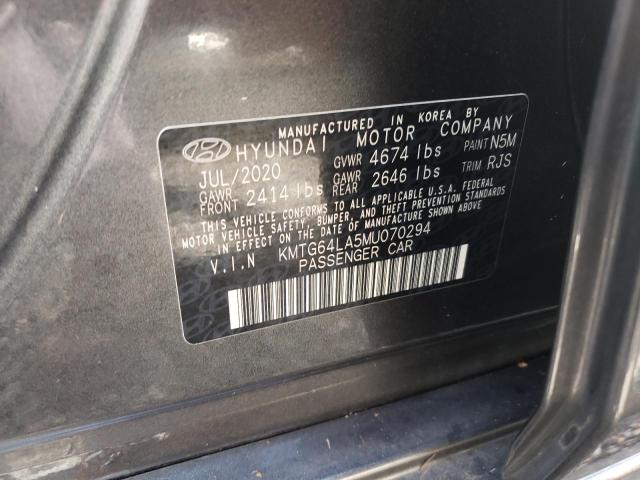 MANUFACTURED IN KOREA BY
HYUNDAI MOTOR COMPANY
JUL/2020 GVWR 4674 lbs PAINT N5M
GAWR FRONT 2414 lbs GAWR REAR 2646 lbs TRIM RJS
THIS VEHICLE CONFORMS TO ALL APPLICABLE U.S.A. FEDERAL
MOTOR VEHICLE SAFETY, BUMPER, AND THEFT PREVENTION STANDARDS
IN EFFECT ON THE DATE OF MANUFACTURE SHOWN ABOVE.
V.I.N KMTG64LA5MU070294
PASSENGER CAR